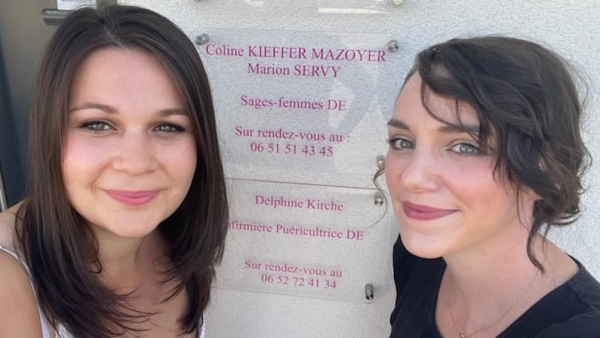 Coline KIEFFER MAZOYER
Marion SERVY
Sages-femmes DE
Sur rendez-vous au :
06 51 51 43 45
Delphine Kirche
Puéricultrice DE
Sur rendez-vous au
06 52 72 41 34